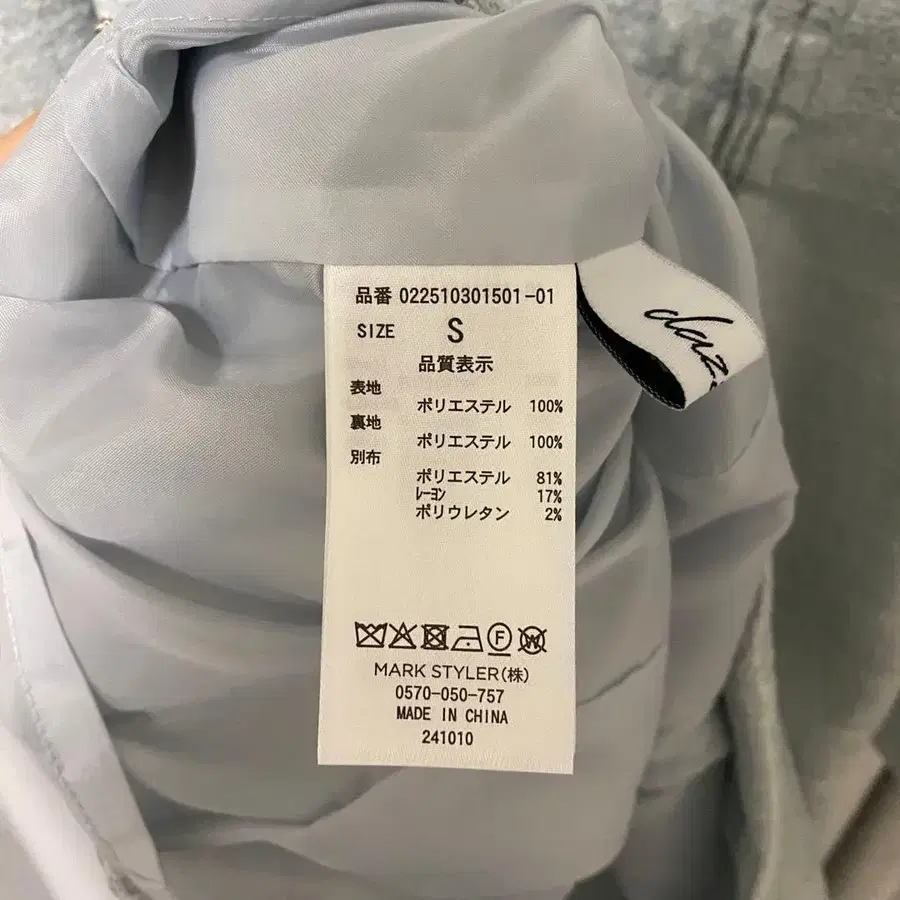 品番 022510301501-01
SIZE S
品質表示
表地
ポリエステル 100%
裏地
ポリエステル 100%
別布
ポリエステル 81%
レーヨン 17%
ポリウレタン 2%
MARK STYLER(株)
0570-050-757
MADE IN CHINA
241010